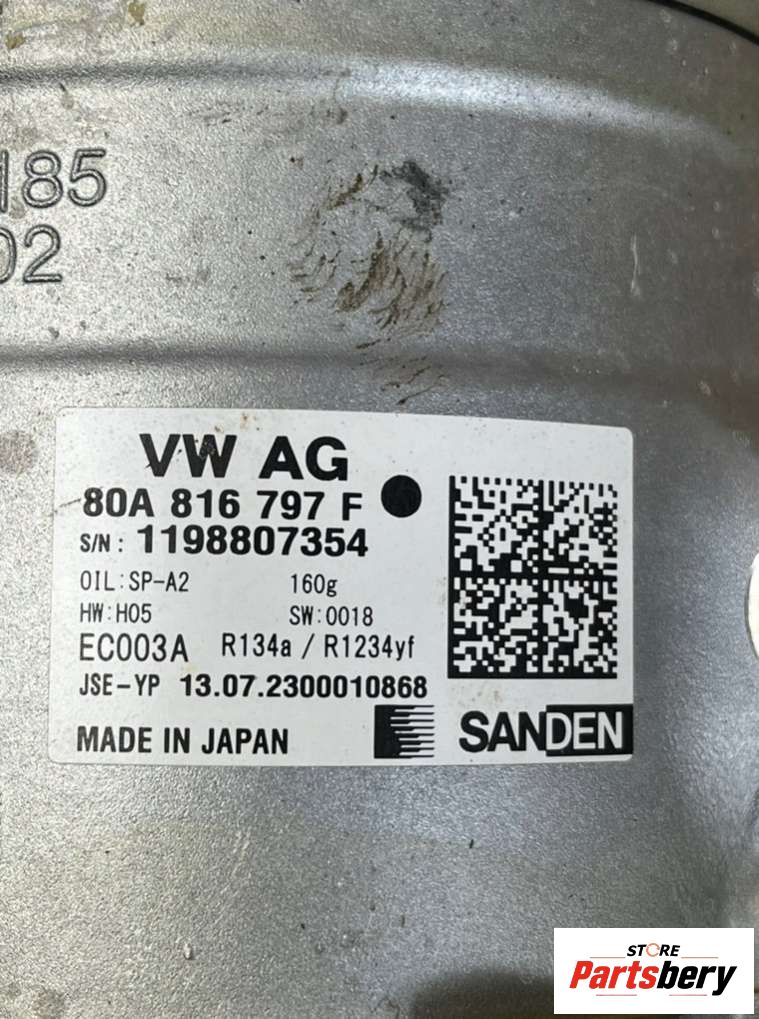 185
02
VW AG
80A 816 797 F
S/N: 1198807354
OIL:SP-A2 160g
HW:H05 SW:0018
EC003A R134a / R1234yf
JSE-YP 13.07.2300010868
MADE IN JAPAN SANDEN
STORE
Partsbery